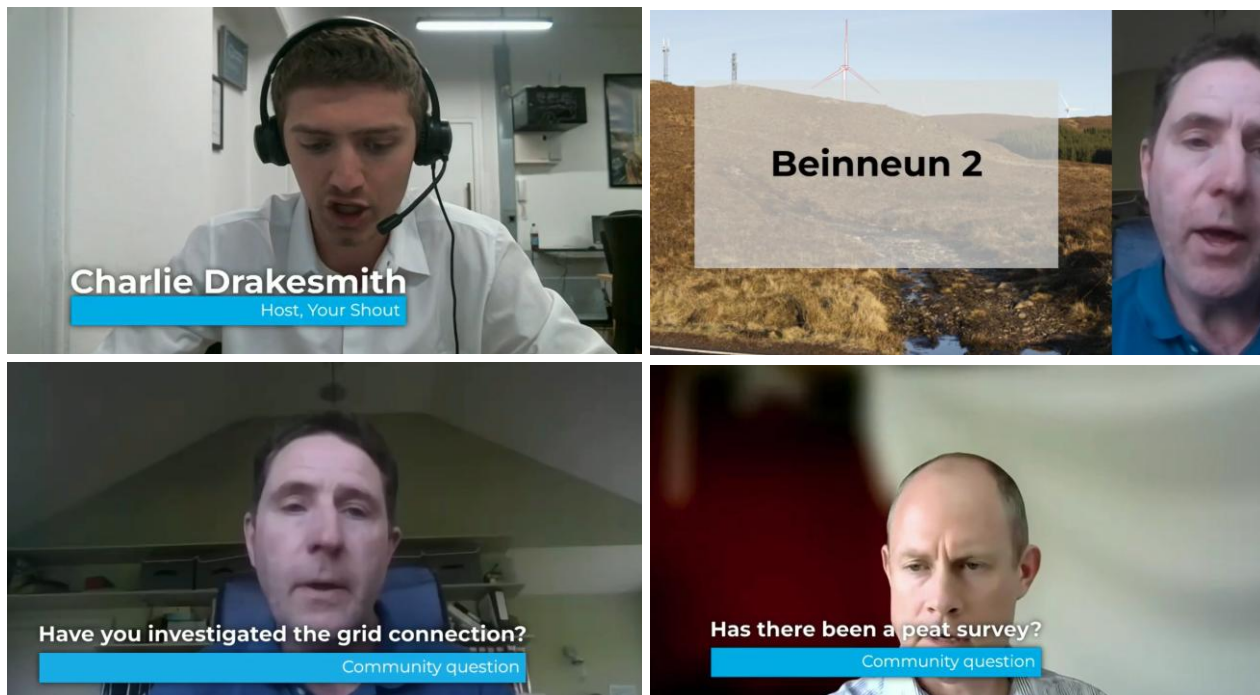 Charlie Drakesmith
Host, Your Shout
Beinneun 2
Have you investigated the grid connection?
Community question
Has there been a peat survey?
Community question